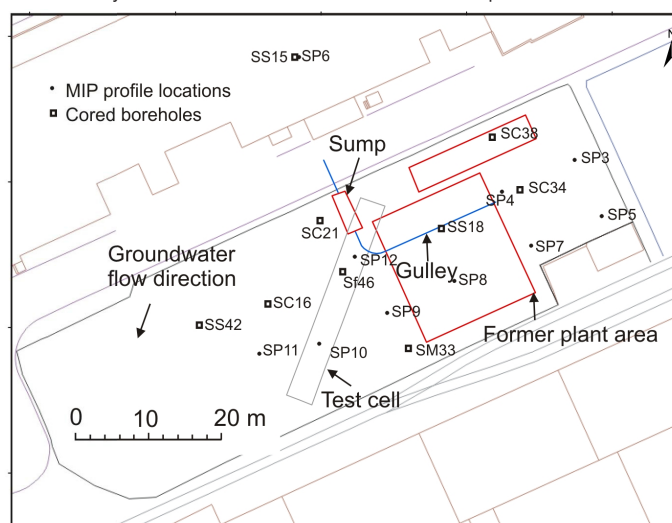 SS15 SP6
MIP profile locations
Cored boreholes
N
SC38
Sump
SP3
SP4
SC34
SP5
SC21
SS18
SP7
SP12
Groundwater
flow direction
Gulley
Sf46
SP8
SC16
SP9
SS42
Former plant area
SP11
SP10
SM33
Test cell
0 10 20 m